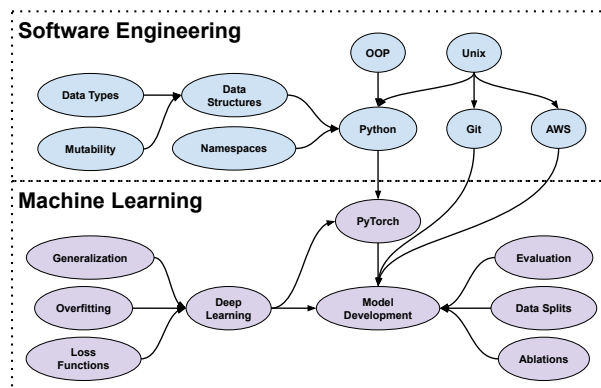 Software Engineering
OOP
Unix
Data Types
Data
Structures
Mutability
Namespaces
Python
Git
AWS
Machine Learning
PyTorch
Generalization
Evaluation
Overfitting
Deep
Learning
Model
Development
Data Splits
Loss
Functions
Ablations